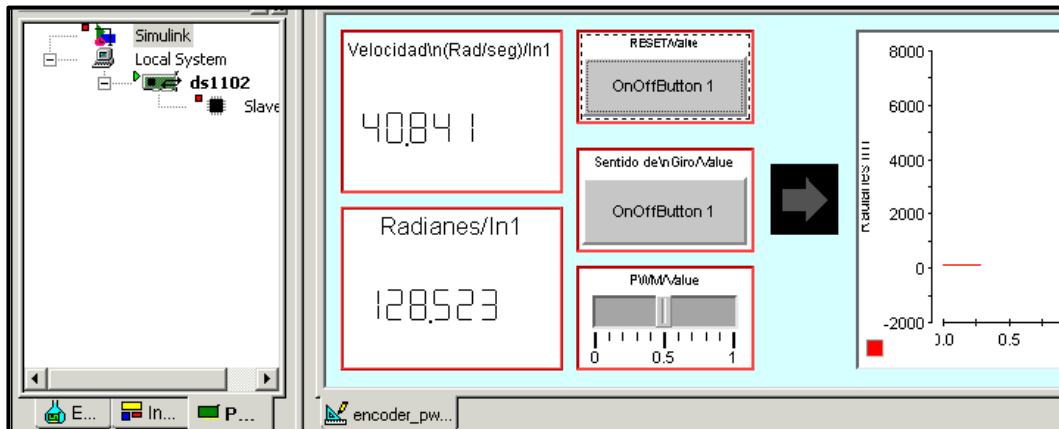 Simulink
Local System
ds1102
Slave
E...
In...
P...
Velocidad\n(Rad/seg)/In1
40.841
Radianes/In1
128.523
RESET/Value
OnOffButton 1
Sentido de\nGiro/Value
OnOffButton 1
PWM/Value
0 0.5 1
Radianes In1
8000
6000
4000
2000
0
-2000
0.5
encoder_pw...